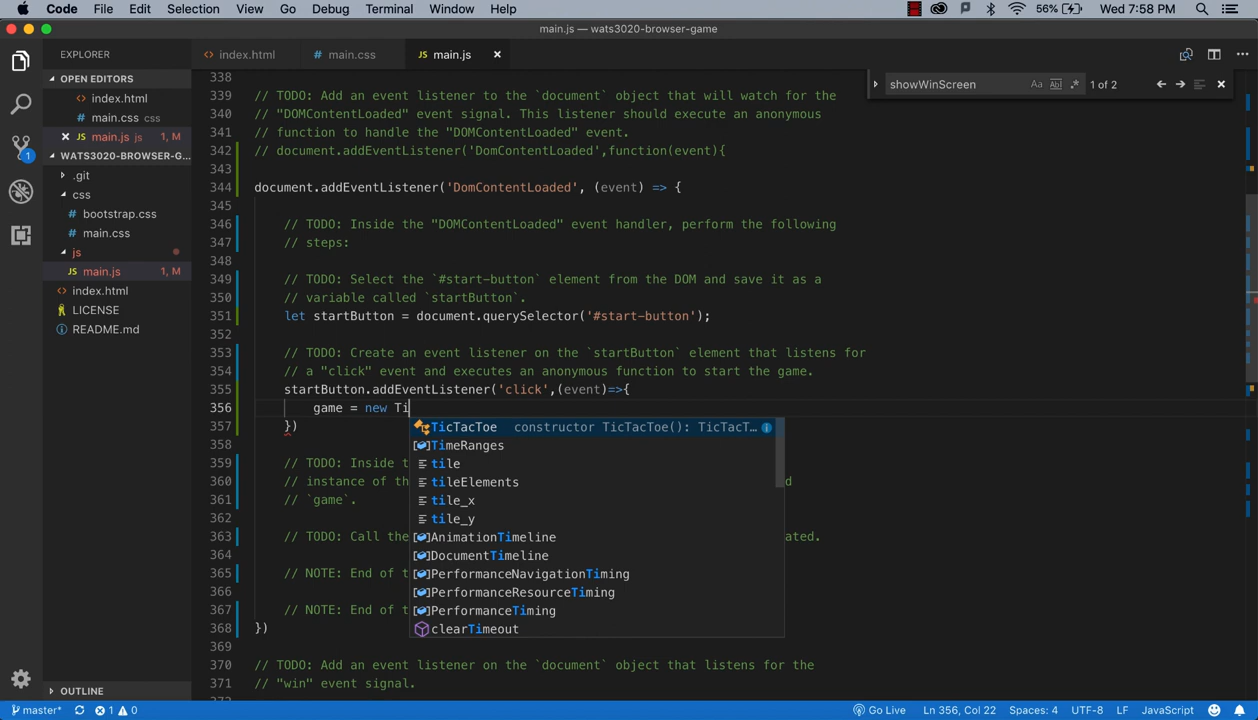 Code File Edit Selection View Go Debug Terminal Window Help 56% Wed 7:58 PM
main.js — wats3020-browser-game
EXPLORER
OPEN EDITORS
index.html
main.css css
main.js js 1, M
WATS3020-BROWSER-G...
.git
css
bootstrap.css
main.css
js
main.js 1, M
index.html
LICENSE
README.md
OUTLINE
index.html main.css JS main.js
showWinScreen Aa Abl .* 1 of 2
338
339 // TODO: Add an event listener to the `document` object that will watch for the
340 // "DOMContentLoaded" event signal. This listener should execute an anonymous
341 // function to handle the "DOMContentLoaded" event.
342 // document.addEventListener('DomContentLoaded',function(event){
343
344 document.addEventListener('DomContentLoaded', (event) => {
345
346 // TODO: Inside the "DOMContentLoaded" event handler, perform the following
347 // steps:
348
349 // TODO: Select the `#start-button` element from the DOM and save it as a
350 // variable called `startButton`.
351 let startButton = document.querySelector('#start-button');
352
353 // TODO: Create an event listener on the `startButton` element that listens for
354 // a "click" event and executes an anonymous function to start the game.
355 startButton.addEventListener('click',(event)=>{
356 game = new Ti
357 })
358
359 // TODO: Inside t
360 // instance of th d
361 // `game`.
362
363 // TODO: Call the ated.
364
365 // NOTE: End of t
366
367 // NOTE: End of t
368 })
369
370 // TODO: Add an event listener on the `document` object that listens for the
371 // "win" event signal.
TicTacToe constructor TicTacToe(): TicTacT...
TimeRanges
tile
tileElements
tile_x
tile_y
AnimationTimeline
DocumentTimeline
PerformanceNavigationTiming
PerformanceResourceTiming
PerformanceTiming
clearTimeout
master* 1 0 Go Live Ln 356, Col 22 Spaces: 4 UTF-8 LF JavaScript